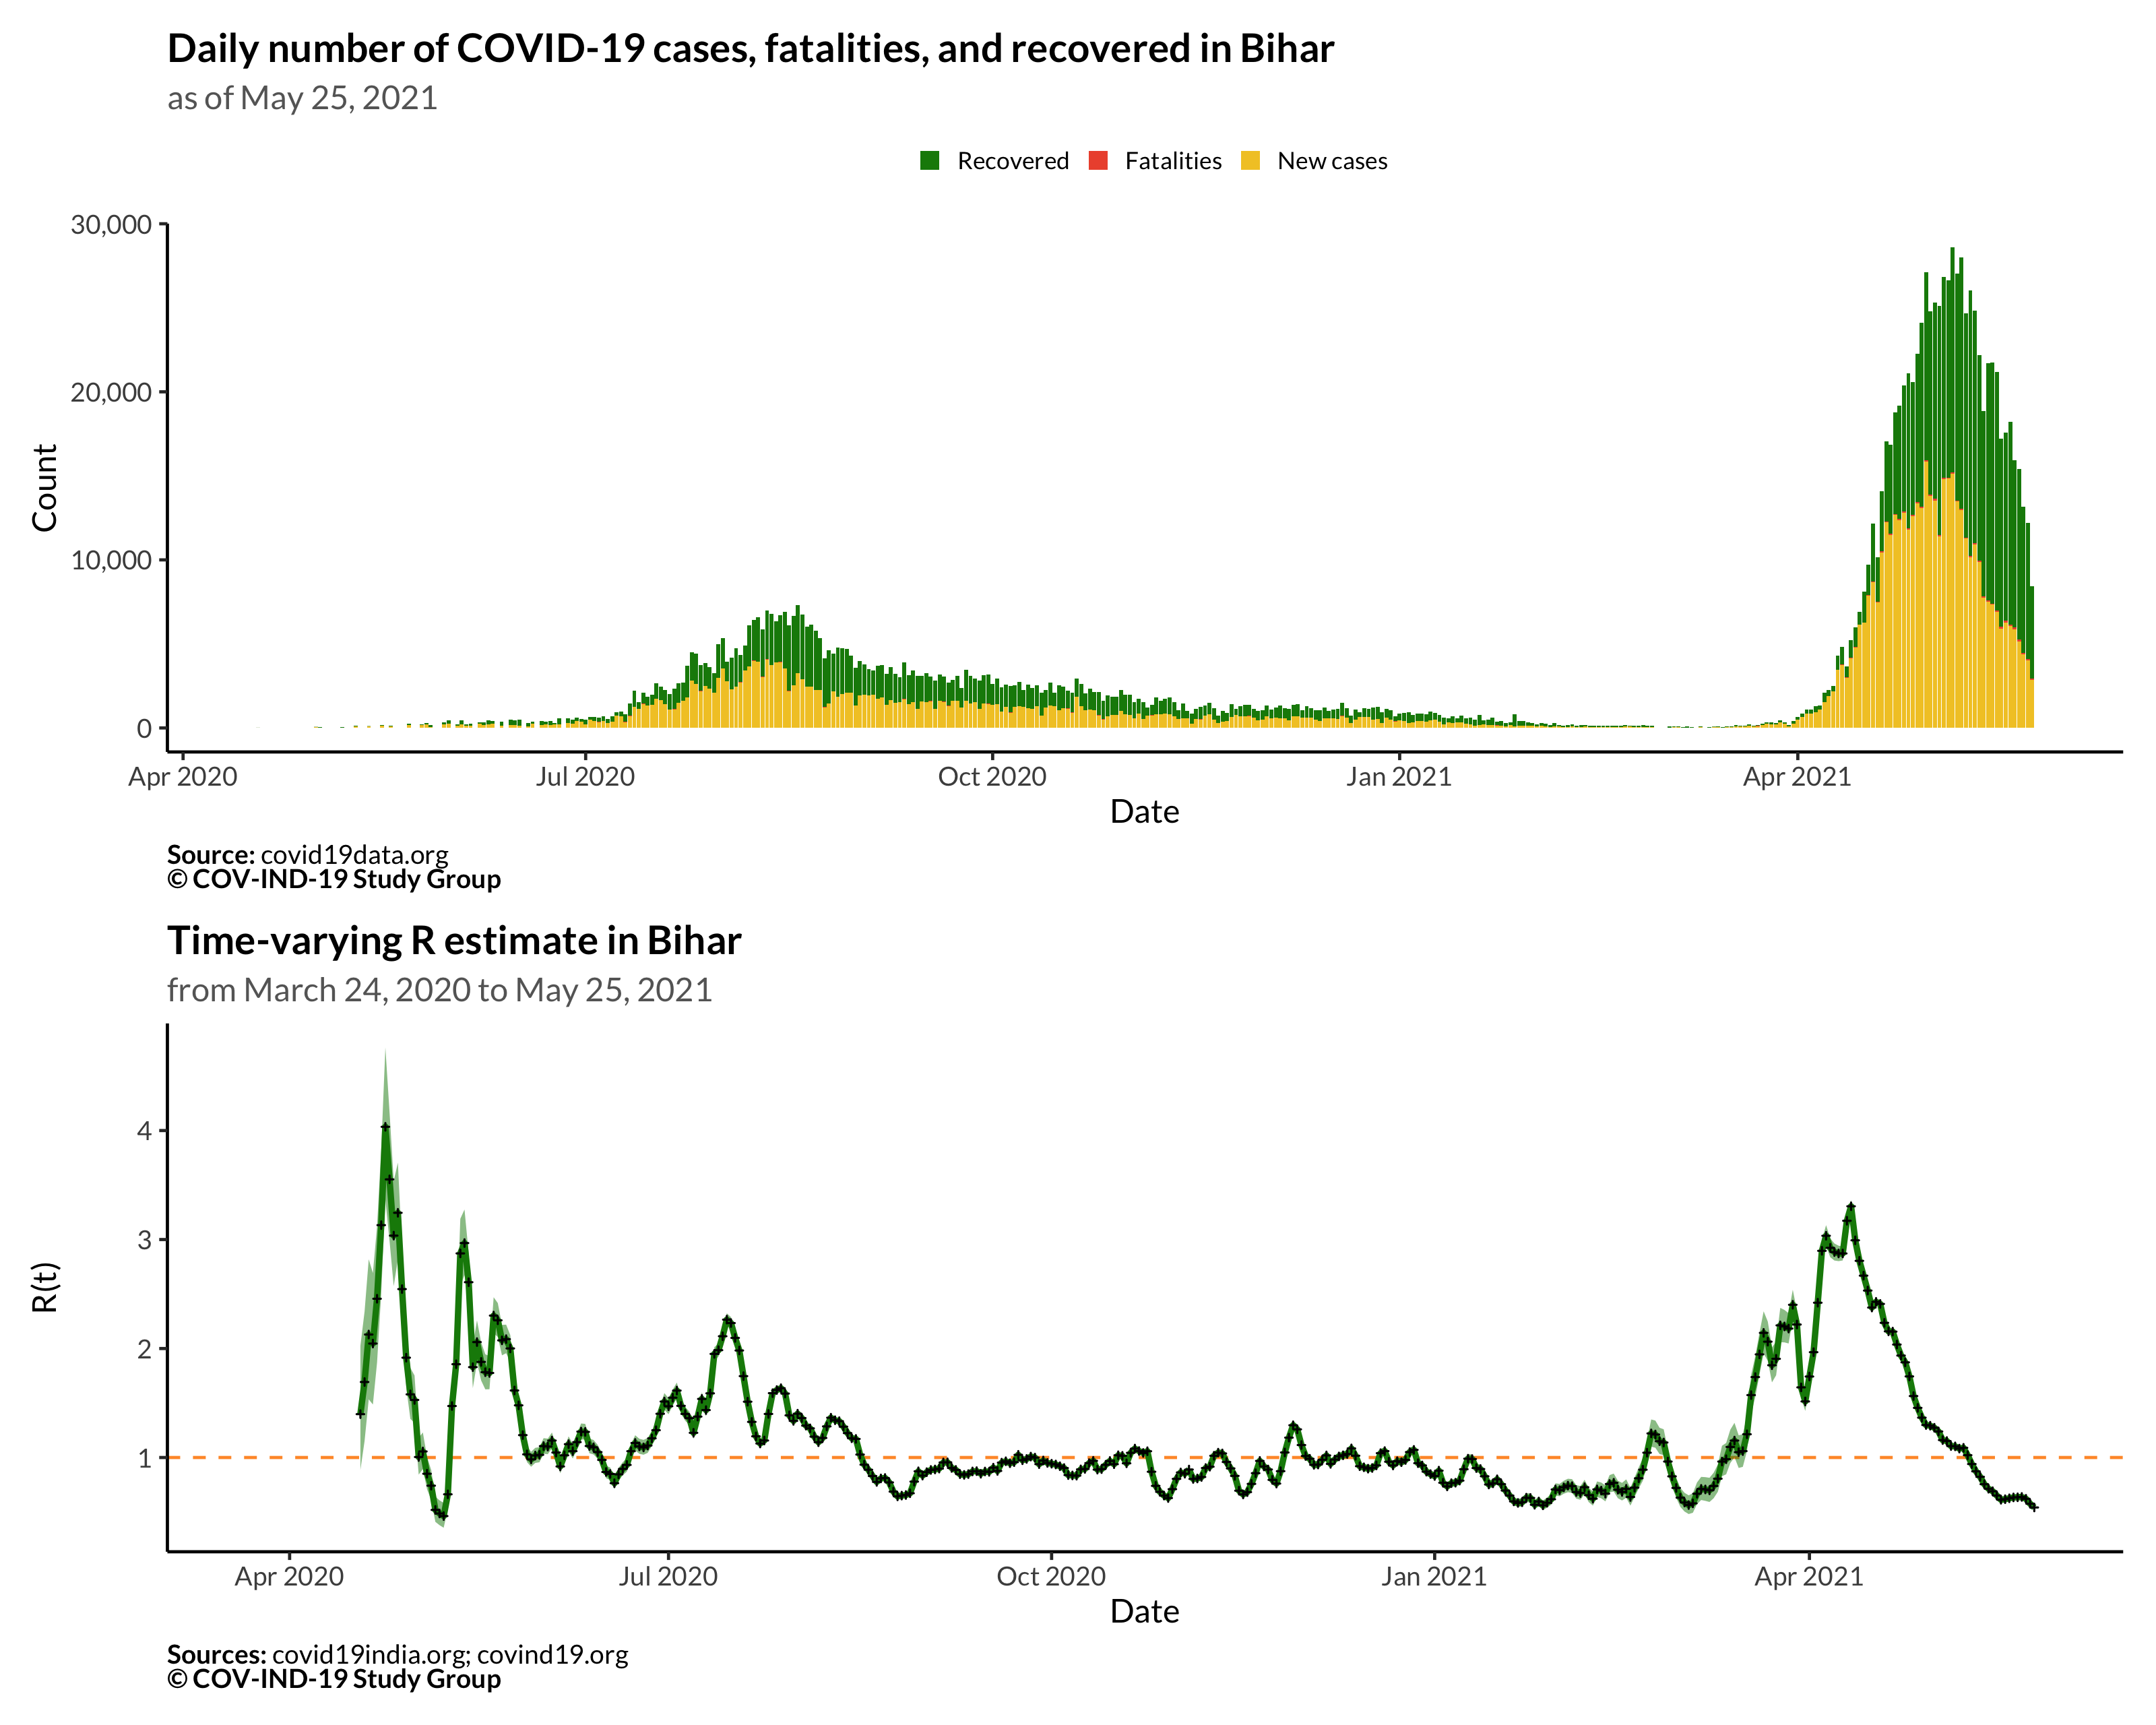 Daily number of COVID-19 cases, fatalities, and recovered in Bihar
as of May 25, 2021
Recovered Fatalities New cases
30,000
20,000
10,000
0
Count
Apr 2020 Jul 2020 Oct 2020 Jan 2021 Apr 2021
Date
Source: covid19data.org
© COV-IND-19 Study Group
Time-varying R estimate in Bihar
from March 24, 2020 to May 25, 2021
4
3
2
1
R(t)
Apr 2020 Jul 2020 Oct 2020 Jan 2021 Apr 2021
Date
Sources: covid19india.org; covind19.org
© COV-IND-19 Study Group